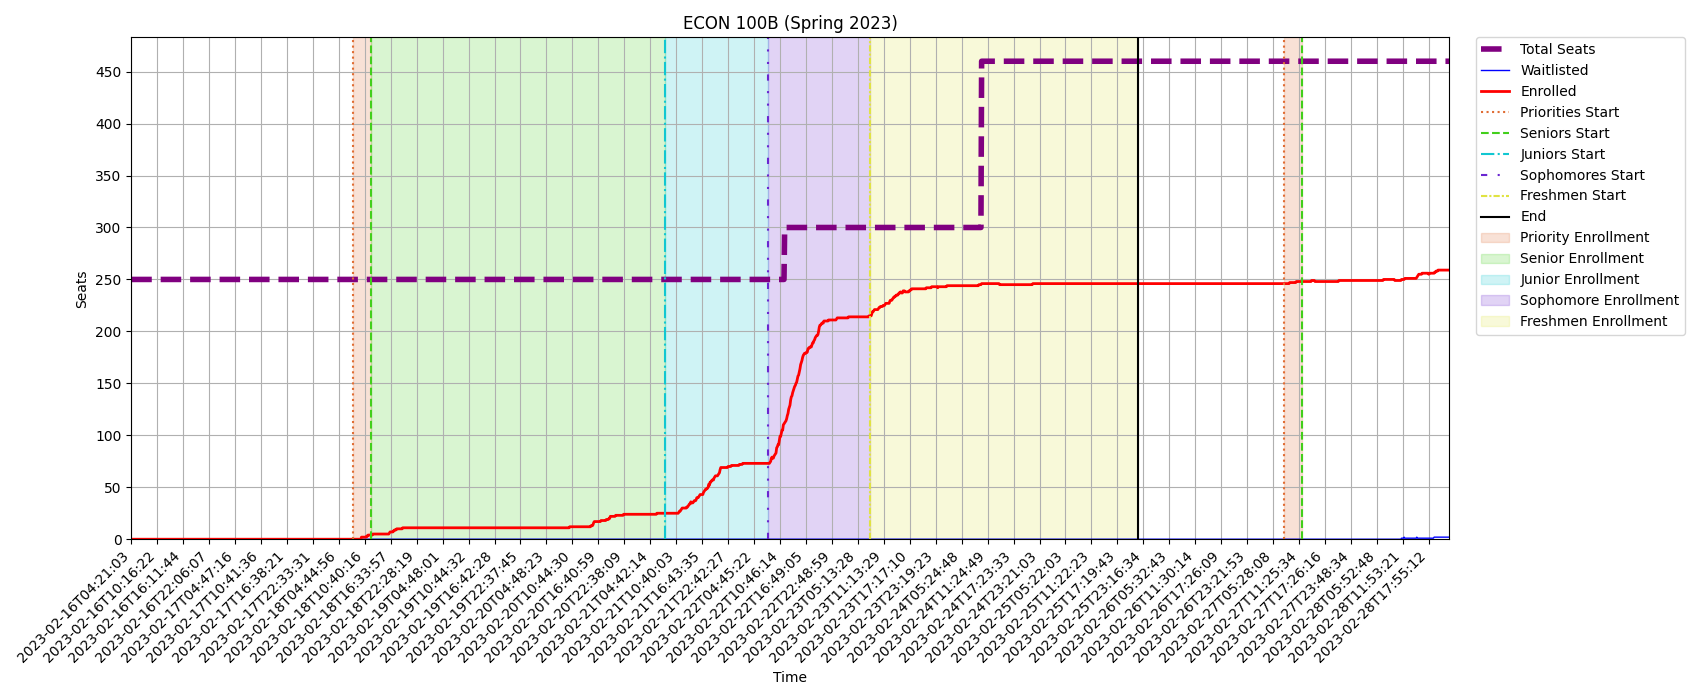 ECON 100B (Spring 2023)
Seats
450
400
350
300
250
200
150
100
50
0
2023-02-16T04:21:03
2023-02-16T10:16:22
2023-02-16T16:11:44
2023-02-16T22:06:07
2023-02-17T04:47:16
2023-02-17T10:41:36
2023-02-17T16:38:21
2023-02-17T22:33:31
2023-02-18T04:44:56
2023-02-18T10:40:16
2023-02-18T16:33:57
2023-02-18T22:28:19
2023-02-19T04:48:01
2023-02-19T10:44:32
2023-02-19T16:42:28
2023-02-19T22:37:45
2023-02-20T04:48:23
2023-02-20T10:44:30
2023-02-20T16:40:59
2023-02-20T22:38:09
2023-02-21T04:42:14
2023-02-21T10:40:03
2023-02-21T16:43:35
2023-02-21T22:42:27
2023-02-22T04:45:22
2023-02-22T10:46:14
2023-02-22T16:49:05
2023-02-22T22:48:59
2023-02-23T05:13:28
2023-02-23T11:13:29
2023-02-23T17:17:10
2023-02-23T23:19:23
2023-02-24T05:24:48
2023-02-24T11:24:49
2023-02-24T17:23:33
2023-02-24T23:21:03
2023-02-25T05:22:03
2023-02-25T11:22:23
2023-02-25T17:19:43
2023-02-25T23:16:34
2023-02-26T05:32:43
2023-02-26T11:30:14
2023-02-26T17:26:09
2023-02-26T23:21:53
2023-02-27T05:28:08
2023-02-27T11:25:34
2023-02-27T17:26:16
2023-02-27T23:48:34
2023-02-28T05:52:48
2023-02-28T11:53:21
2023-02-28T17:55:12
Time
Total Seats
Waitlisted
Enrolled
Priorities Start
Seniors Start
Juniors Start
Sophomores Start
Freshmen Start
End
Priority Enrollment
Senior Enrollment
Junior Enrollment
Sophomore Enrollment
Freshmen Enrollment